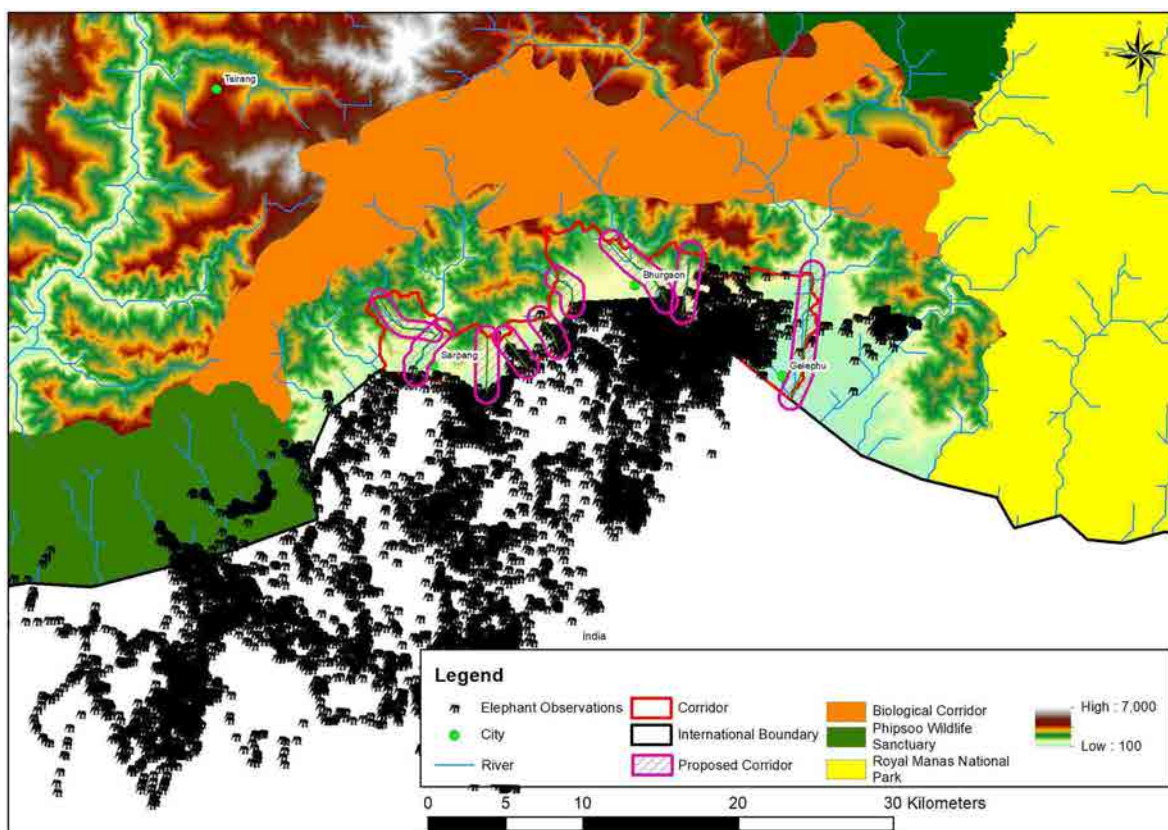 Tsirang
Bhurgaon
Sarpang
Gelephu
India
Legend
Elephant Observations
City
River
Corridor
International Boundary
Proposed Corridor
Biological Corridor
Phipsoo Wildlife
Sanctuary
Royal Manas National
Park
High : 7,000
Low : 100
0 5 10 20 30 Kilometers